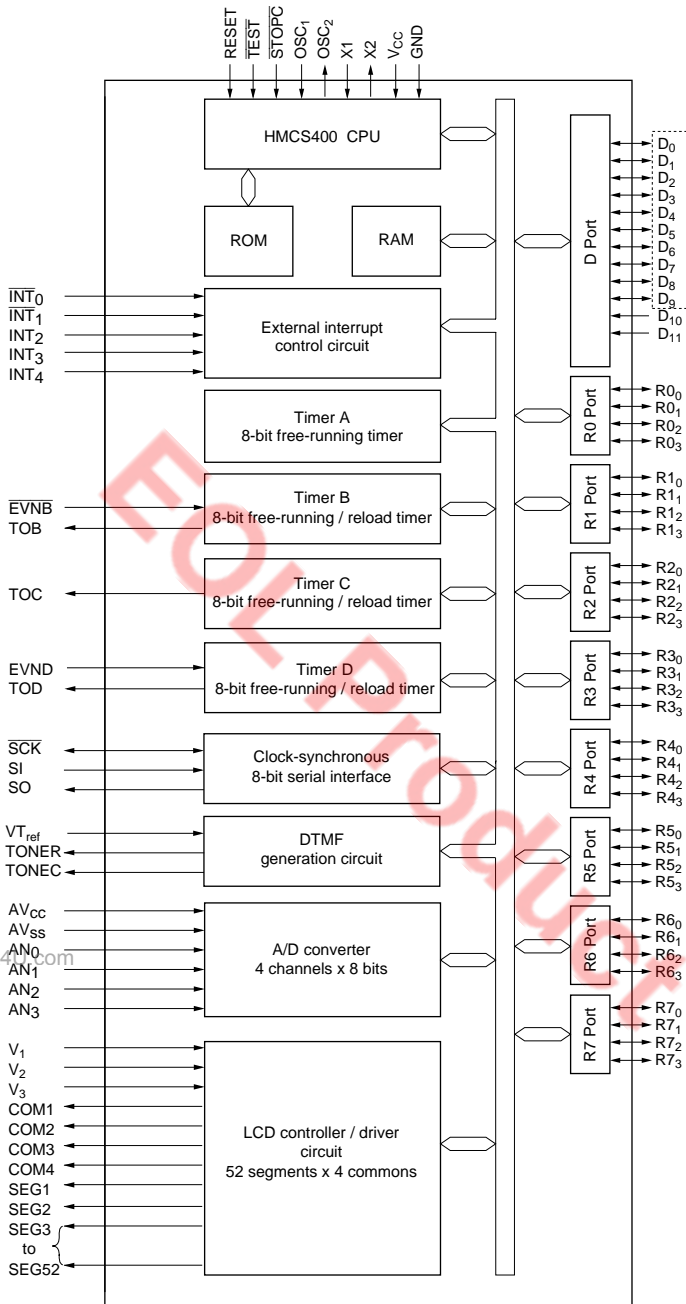 RESET
TEST
STOPC
OSC1
OSC2
X1
X2
VCC
GND
HMCS400 CPU
ROM
RAM
INT0
INT1
INT2
INT3
INT4
External interrupt
control circuit
Timer A
8-bit free-running timer
EVNB
TOB
Timer B
8-bit free-running / reload timer
TOC
Timer C
8-bit free-running / reload timer
EVND
TOD
Timer D
8-bit free-running / reload timer
SCK
SI
SO
Clock-synchronous
8-bit serial interface
VTref
TONER
TONEC
DTMF
generation circuit
AVCC
AVSS
AN0
AN1
AN2
AN3
A/D converter
4 channels x 8 bits
V1
V2
V3
COM1
COM2
COM3
COM4
SEG1
SEG2
SEG3
to
SEG52
LCD controller / driver
circuit
52 segments x 4 commons
D Port
D0
D1
D2
D3
D4
D5
D6
D7
D8
D9
D10
D11
R0 Port
R00
R01
R02
R03
R1 Port
R10
R11
R12
R13
R2 Port
R20
R21
R22
R23
R3 Port
R30
R31
R32
R33
R4 Port
R40
R41
R42
R43
R5 Port
R50
R51
R52
R53
R6 Port
R60
R61
R62
R63
R7 Port
R70
R71
R72
R73
EOL Product
4U.com